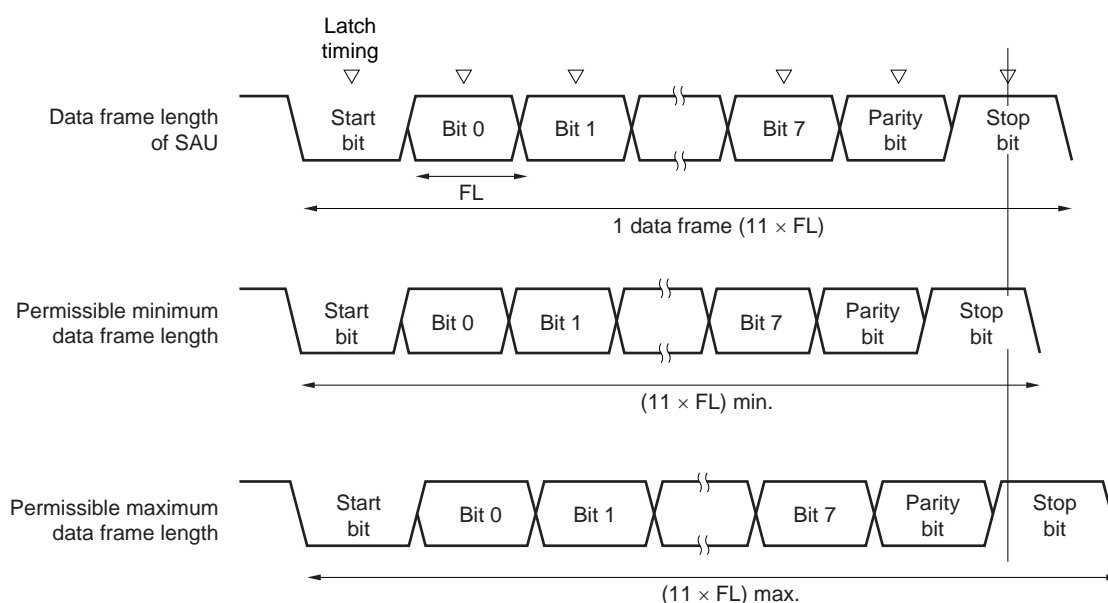 Latch
timing
Data frame length
of SAU
Start
bit
Bit 0
Bit 1
Bit 7
Parity
bit
Stop
bit
FL
1 data frame (11 × FL)
Permissible minimum
data frame length
Start
bit
Bit 0
Bit 1
Bit 7
Parity
bit
Stop
bit
(11 × FL) min.
Permissible maximum
data frame length
Start
bit
Bit 0
Bit 1
Bit 7
Parity
bit
Stop
bit
(11 × FL) max.